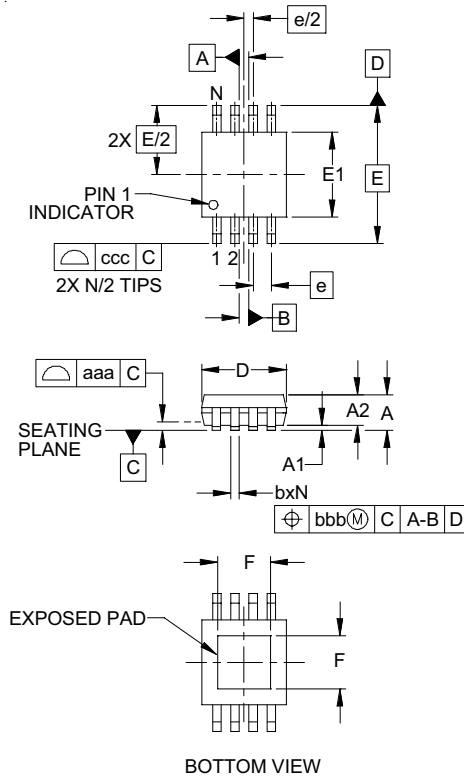 e/2
A
D
N
2X E/2
E1
E
PIN 1
INDICATOR
ccc C
1 2
2X N/2 TIPS
e
B
aaa C
D
A2 A
SEATING
PLANE
C
A1
bxN
bbbⓂ C A-B D
F
EXPOSED PAD
F
BOTTOM VIEW